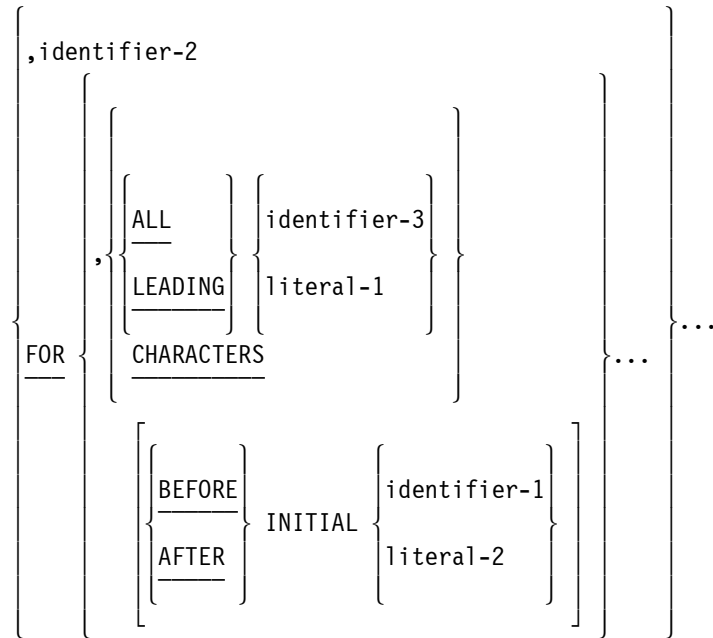 ,identifier-2
ALL identifier-3
,
LEADING literal-1
FOR CHARACTERS ... ...
BEFORE identifier-1
INITIAL
AFTER literal-2